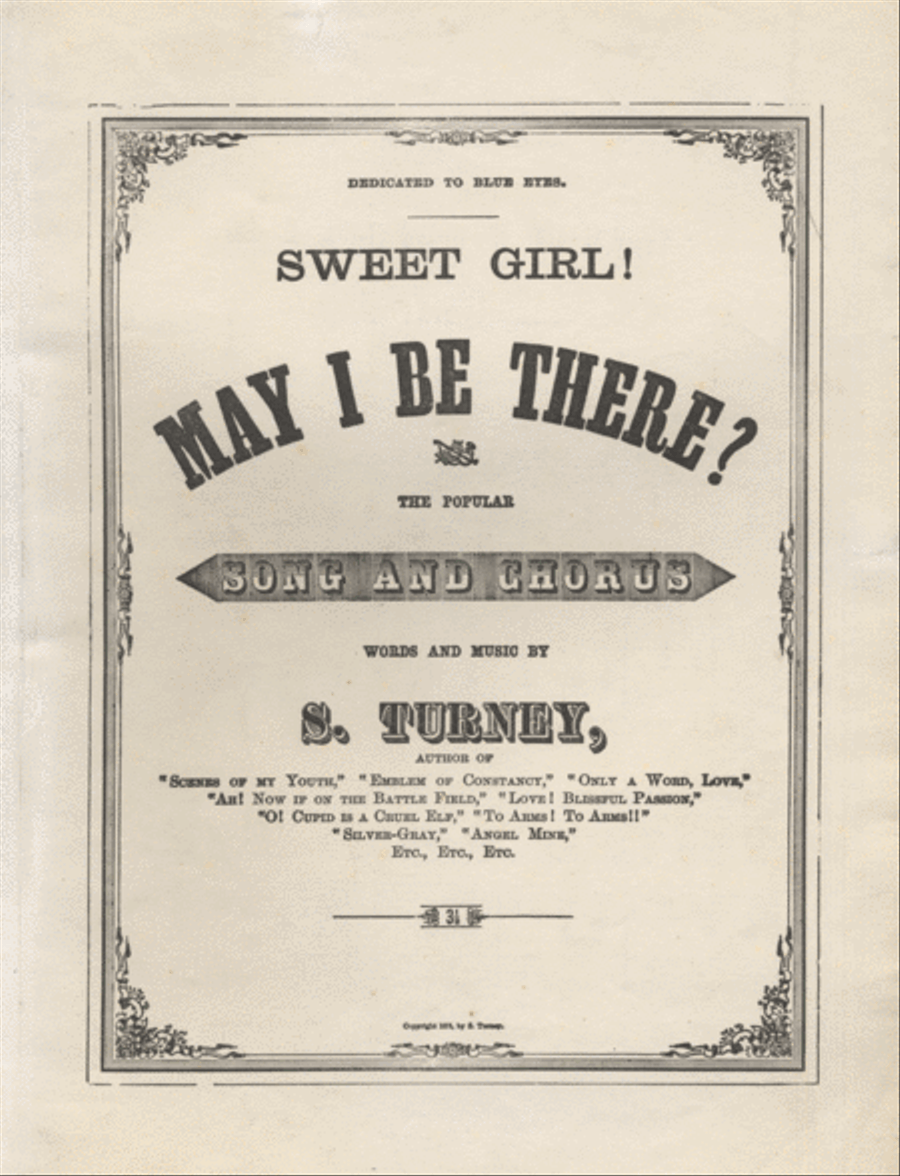 DEDICATED TO BLUE EYES.
SWEET GIRL!
MAY I BE THERE?
THE POPULAR
SONG AND CHORUS
WORDS AND MUSIC BY
S. TURNEY,
AUTHOR OF
"SCENES OF MY YOUTH," "EMBLEM OF CONSTANCY," "ONLY A WORD, LOVE,"
"AH! NOW IF ON THE BATTLE FIELD," "LOVE! BLISSFUL PASSION,"
"O! CUPID IS A CRUEL ELF," "TO ARMS! TO ARMS!!"
"SILVER-GRAY," "ANGEL MINE,"
ETC., ETC., ETC.
3½
Copyright by S. Turney.